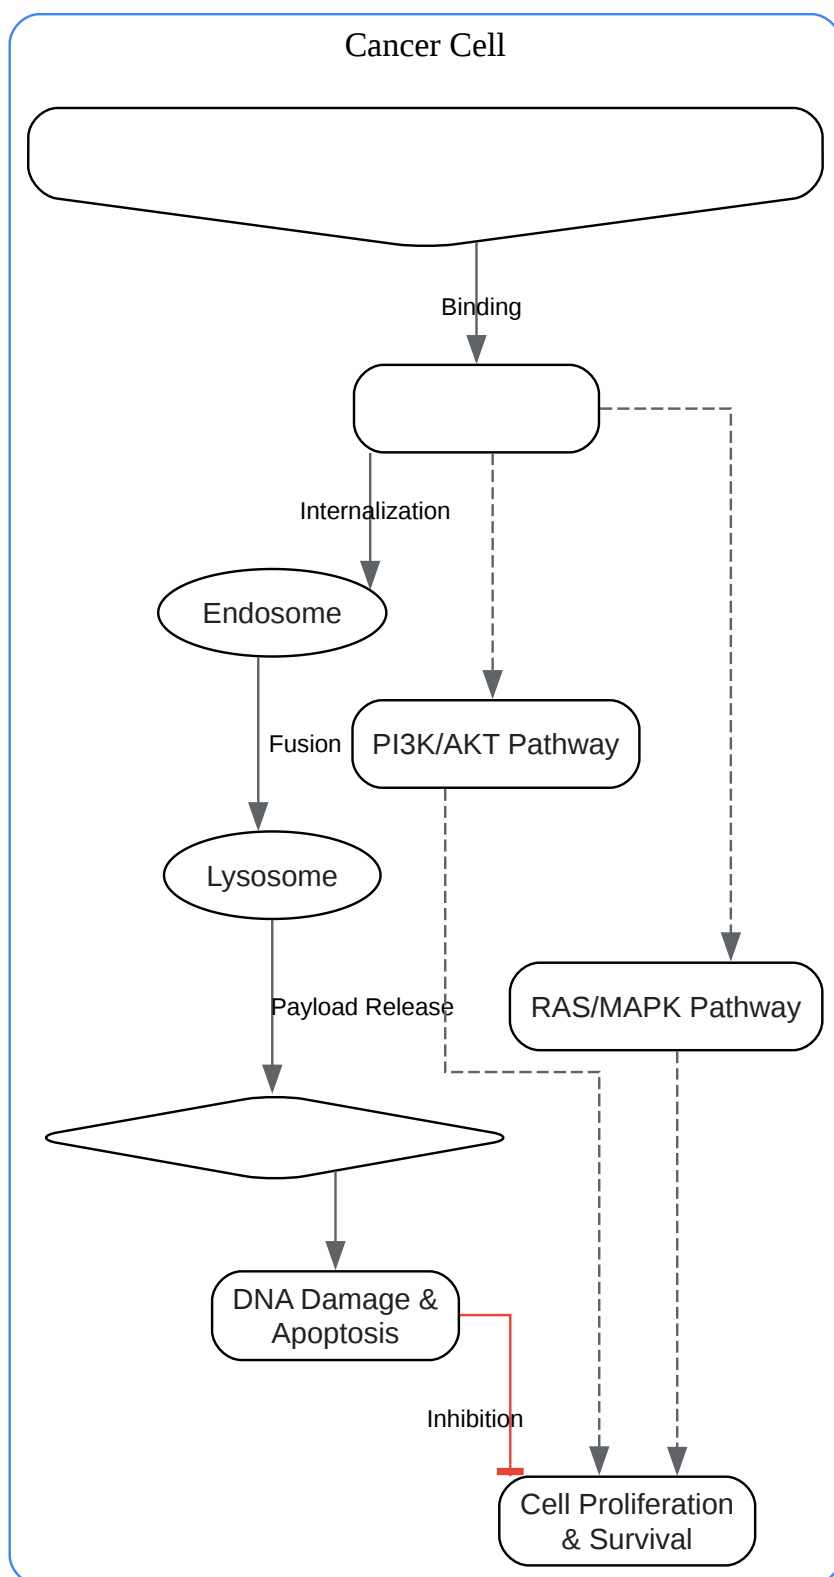 Cancer Cell
Binding
Internalization
Endosome
Fusion
PI3K/AKT Pathway
Lysosome
Payload Release
RAS/MAPK Pathway
DNA Damage &
Apoptosis
Inhibition
Cell Proliferation
& Survival